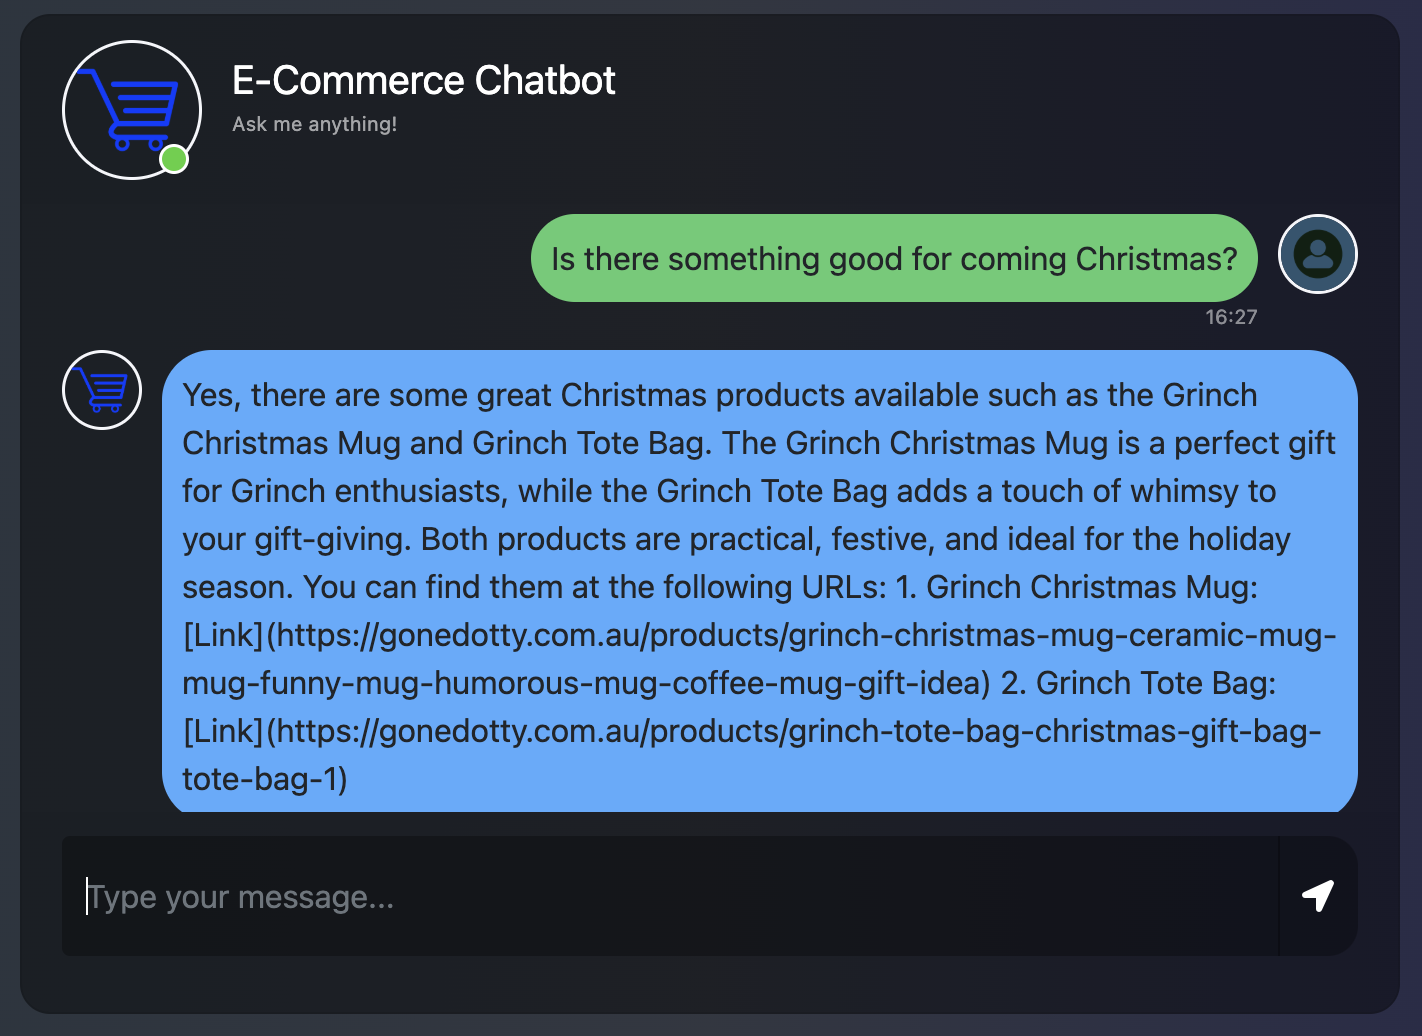 E-Commerce Chatbot
Ask me anything!
Is there something good for coming Christmas?
16:27
Yes, there are some great Christmas products available such as the Grinch
Christmas Mug and Grinch Tote Bag. The Grinch Christmas Mug is a perfect gift
for Grinch enthusiasts, while the Grinch Tote Bag adds a touch of whimsy to
your gift-giving. Both products are practical, festive, and ideal for the holiday
season. You can find them at the following URLs: 1. Grinch Christmas Mug:
[Link](https://gonedotty.com.au/products/grinch-christmas-mug-ceramic-mug-
mug-funny-mug-humorous-mug-coffee-mug-gift-idea) 2. Grinch Tote Bag:
[Link](https://gonedotty.com.au/products/grinch-tote-bag-christmas-gift-bag-
tote-bag-1)
Type your message...